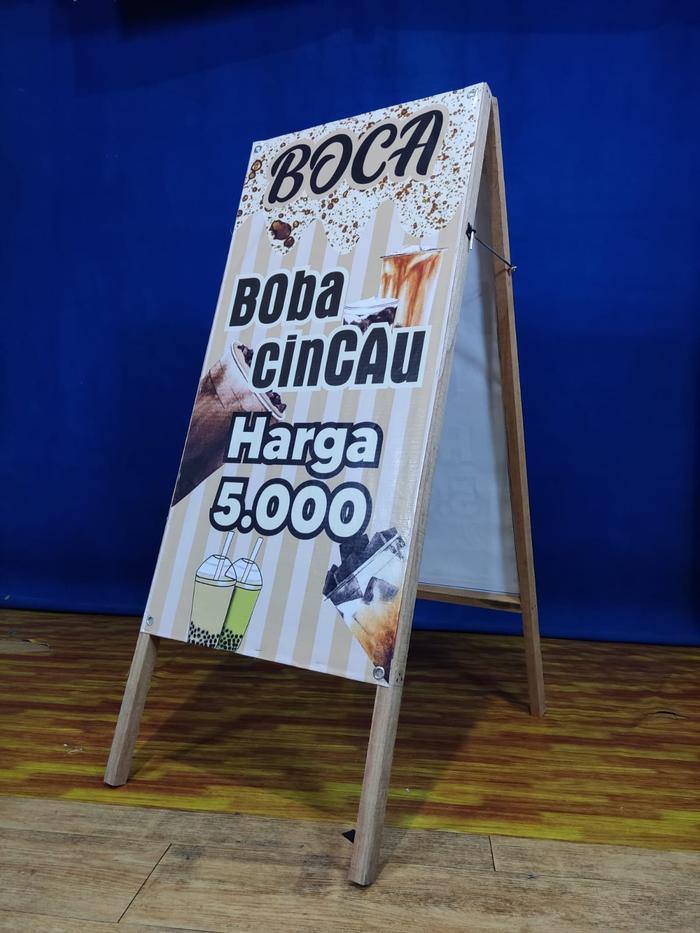 BOCA
BOba
cinCAu
Harga
5.000